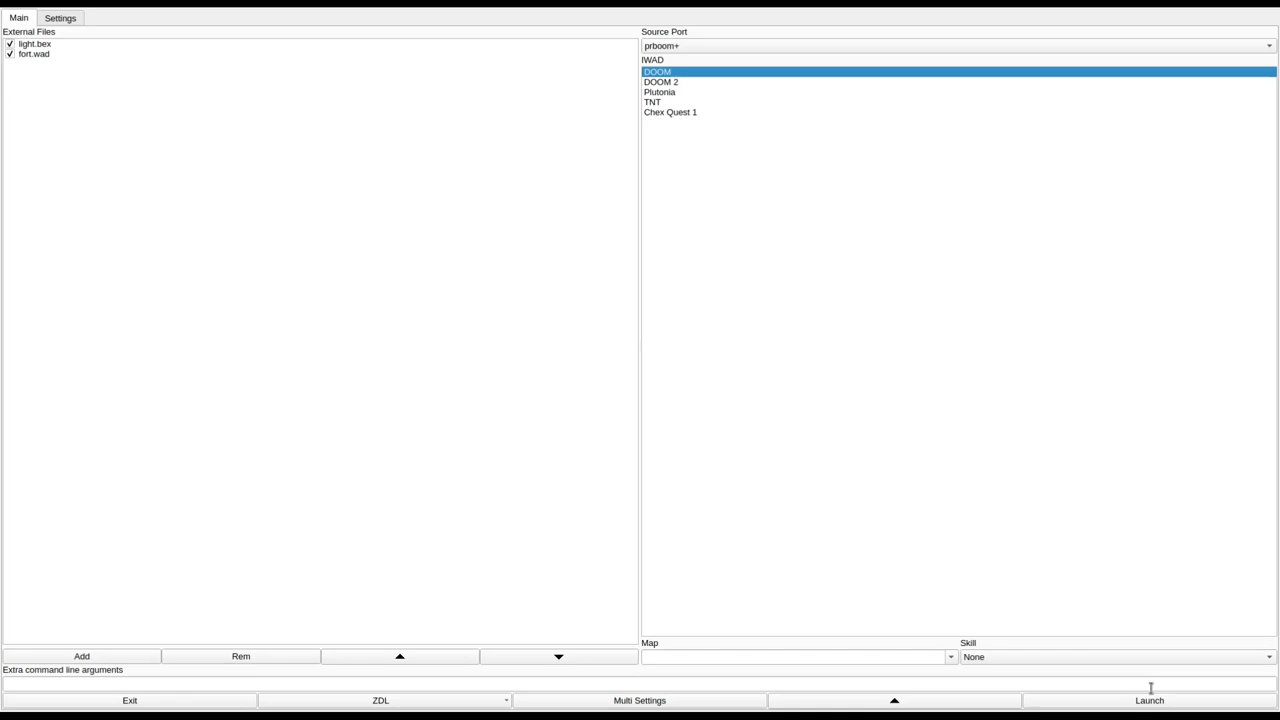 Main
Settings
External Files
light.bex
fort.wad
Source Port
prboom+
IWAD
DOOM
DOOM 2
Plutonia
TNT
Chex Quest 1
Map
Skill
None
Add
Rem
Extra command line arguments
Exit
ZDL
Multi Settings
Launch